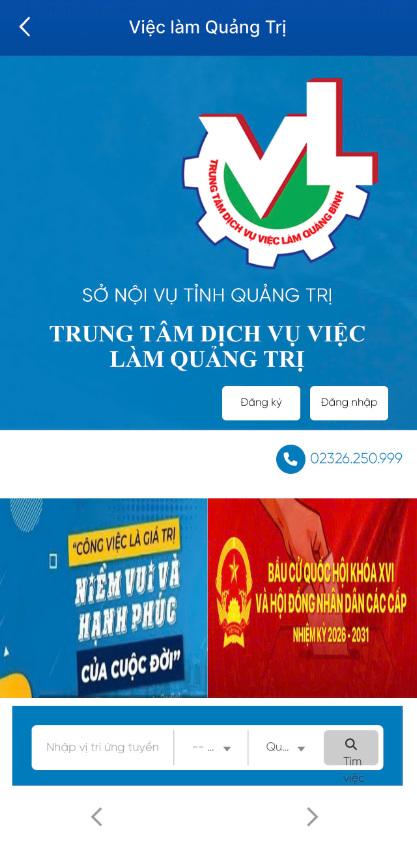 Việc làm Quảng Trị
VL
TRUNG TÂM DỊCH VỤ VIỆC LÀM QUẢNG BÌNH
SỞ NỘI VỤ TỈNH QUẢNG TRỊ
TRUNG TÂM DỊCH VỤ VIỆC
LÀM QUẢNG TRỊ
Đăng ký
Đăng nhập
02326.250.999
“CÔNG VIỆC LÀ GIÁ TRỊ
NIỀM VUI VÀ
HẠNH PHÚC
CỦA CUỘC ĐỜI”
BẦU CỬ QUỐC HỘI KHÓA XVI
VÀ HỘI ĐỒNG NHÂN DÂN CÁC CẤP
NHIỆM KỲ 2026 - 2031
Nhập vị trí ứng tuyển
-- ...
Qu...
Tìm
việc